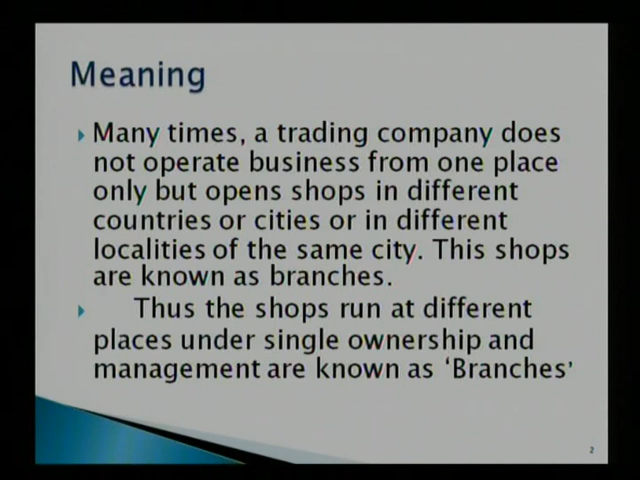 Meaning
Many times, a trading company does
not operate business from one place
only but opens shops in different
countries or cities or in different
localities of the same city. This shops
are known as branches.
Thus the shops run at different
places under single ownership and
management are known as ‘Branches’
2